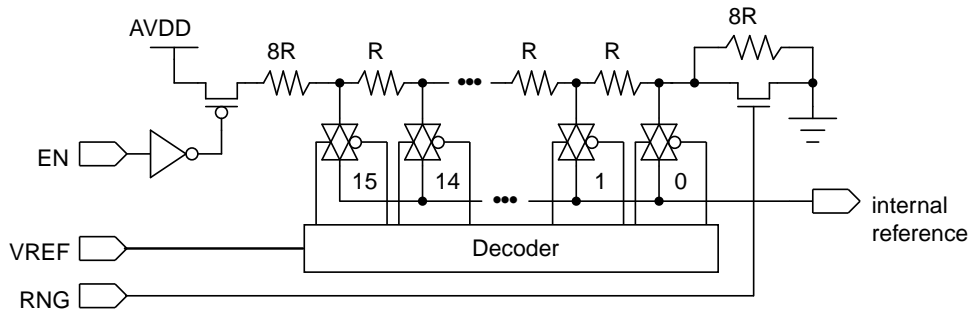 8R
AVDD
8R
R
R
R
EN
15
14
1
0
internal
reference
VREF
Decoder
RNG